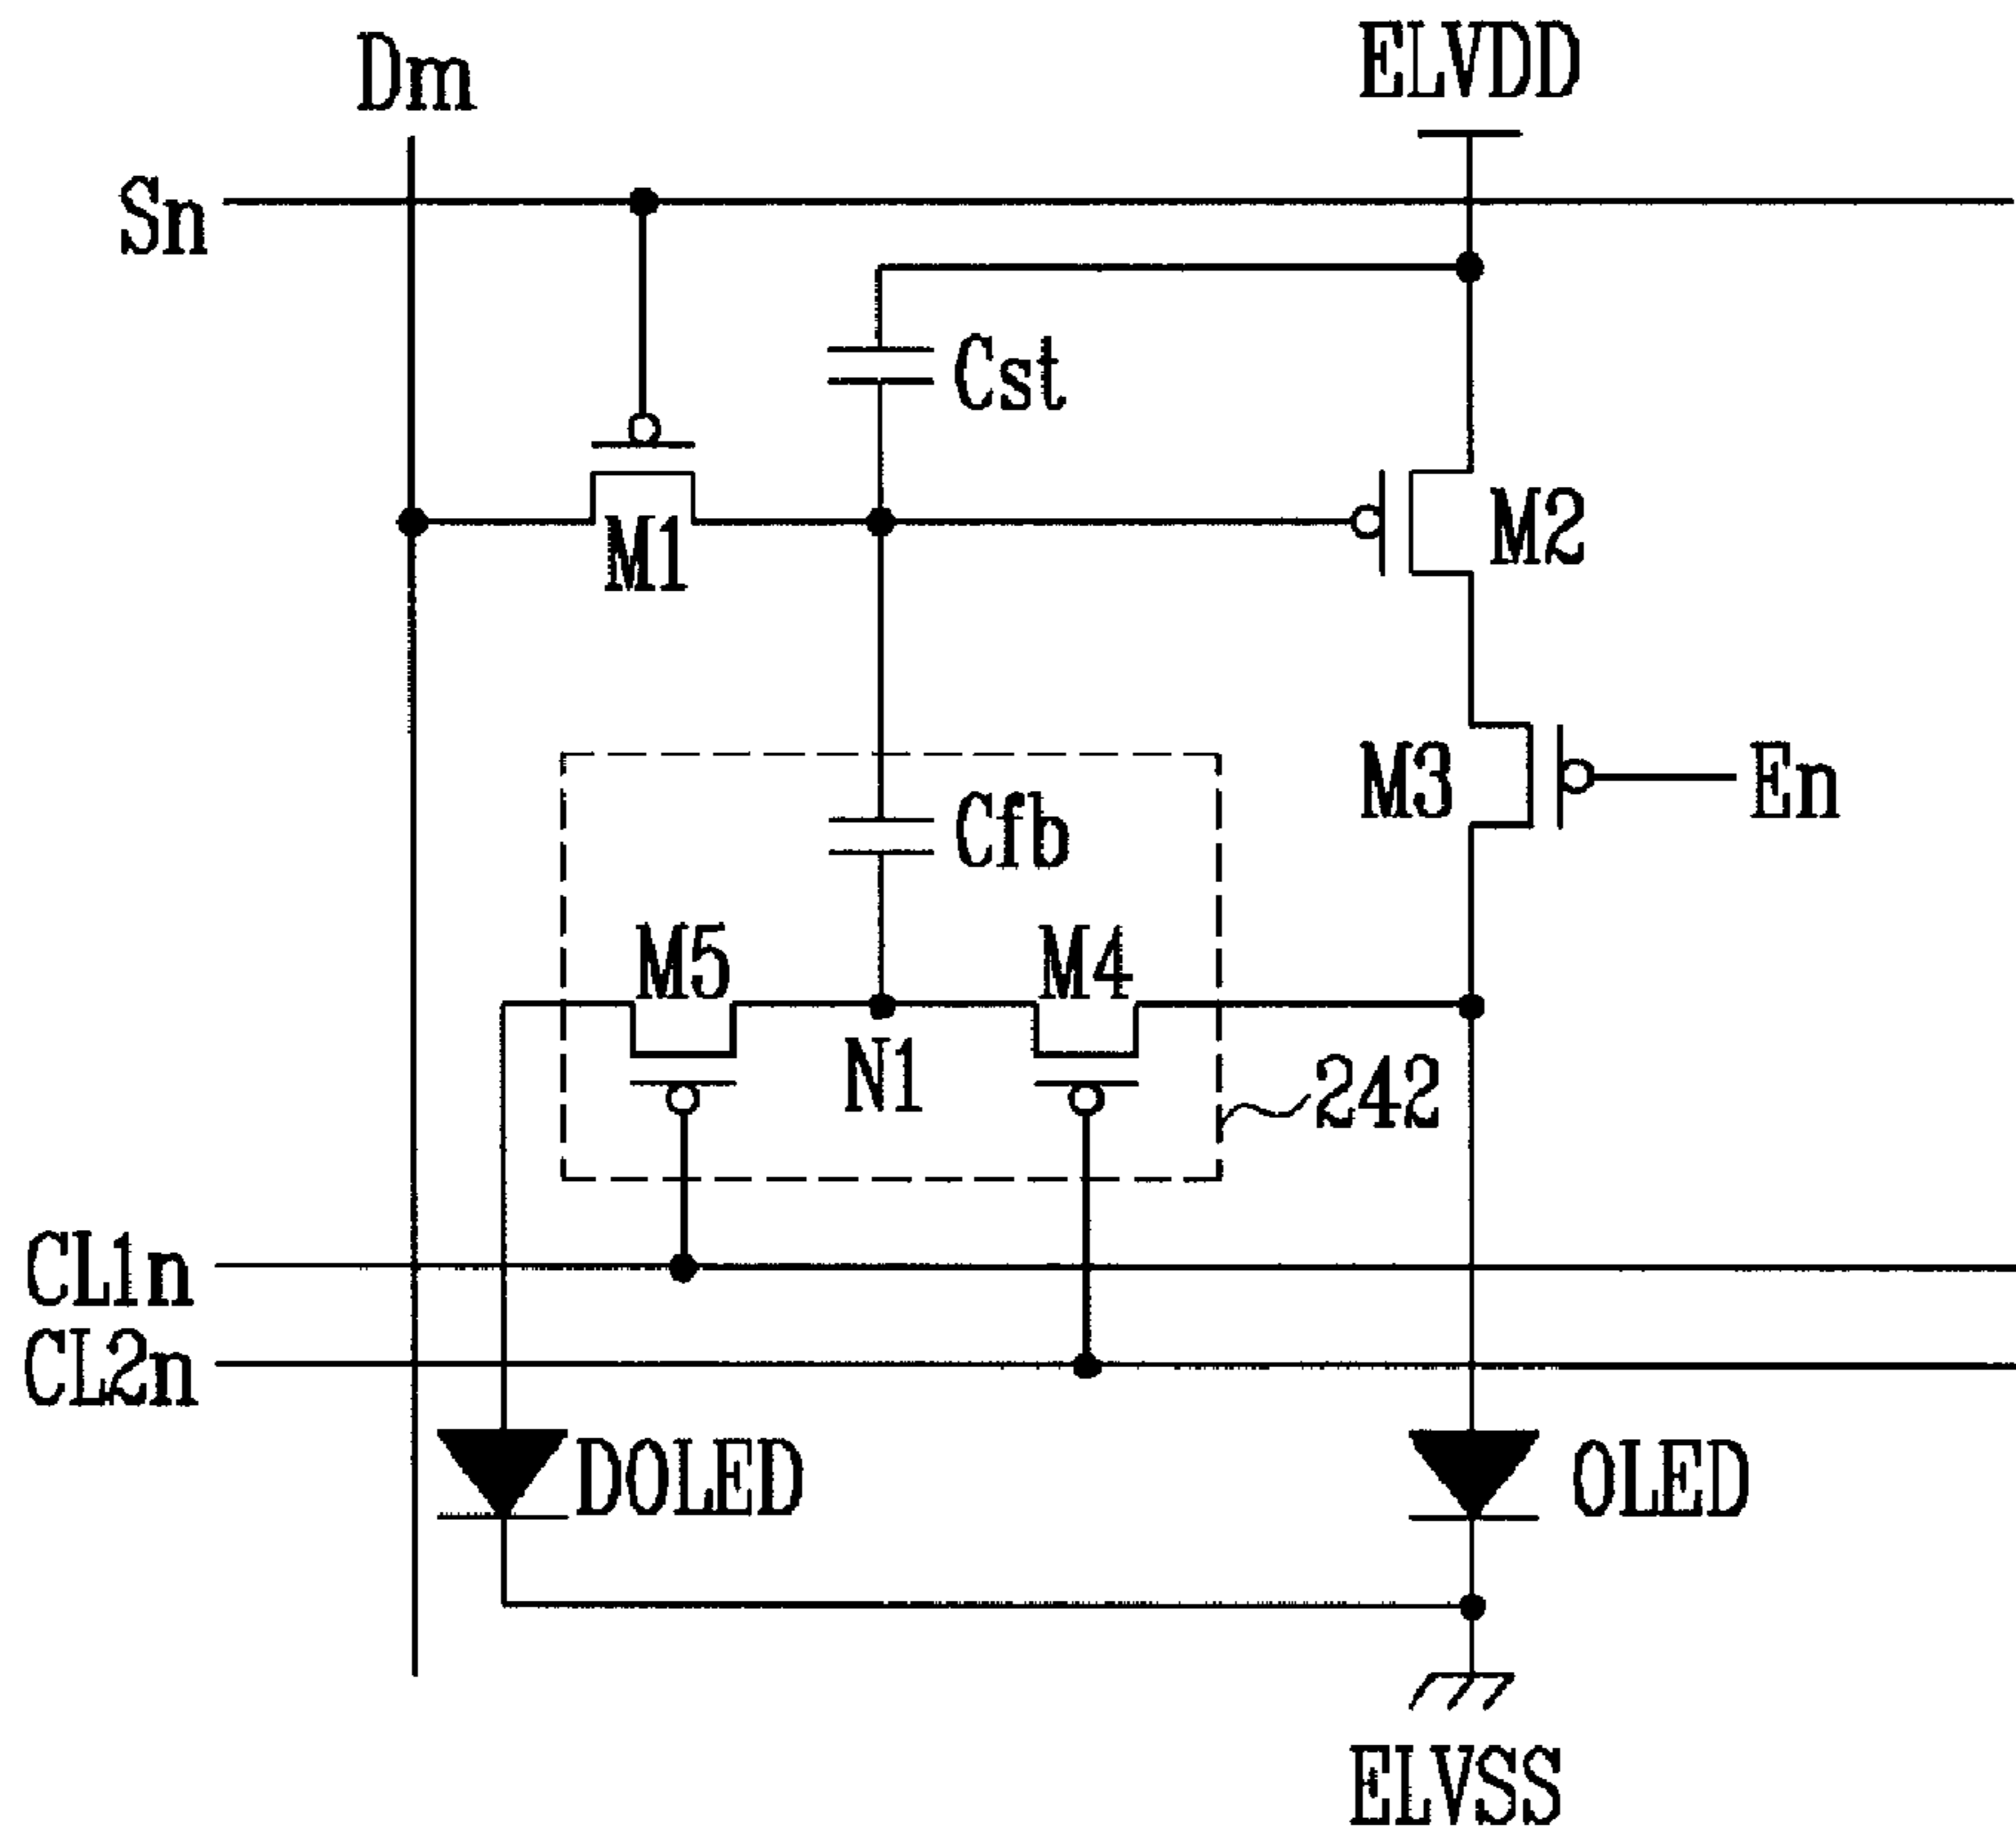 Dm
ELVDD
Sn
Cst
M1
M2
M3
En
Cfb
M5
M4
N1
242
CL1n
CL2n
DOLED
OLED
ELVSS